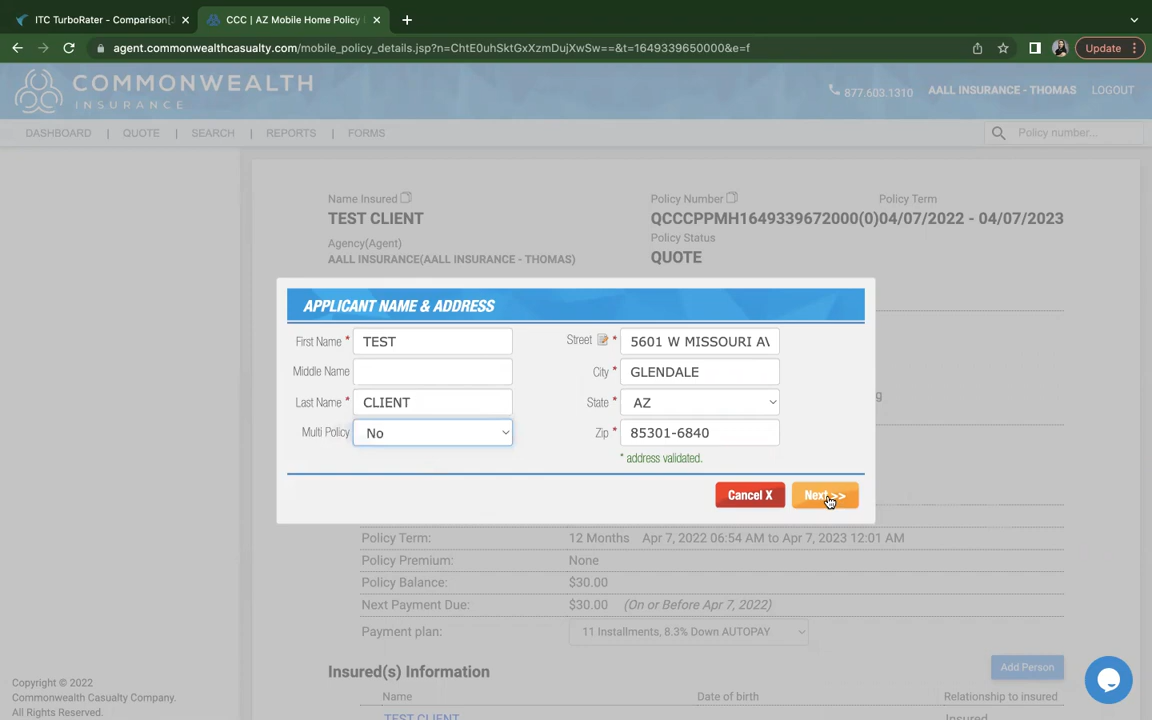 ITC TurboRater - Comparison[.
CCC | AZ Mobile Home Policy
agent.commonwealthcasualty.com/mobile_policy_details.jsp?n=ChtE0uhSktGxXzmDujXwSw==&t=1649339650000&e=f
Update
COMMONWEALTH
INSURANCE
877.603.1310
AALL INSURANCE - THOMAS
LOGOUT
DASHBOARD | QUOTE | SEARCH | REPORTS | FORMS
Policy number...
Name Insured
Policy Number
Policy Term
TEST CLIENT
QCCCPPMH1649339672000(0)
04/07/2022 - 04/07/2023
Agency(Agent)
Policy Status
AALL INSURANCE(AALL INSURANCE - THOMAS)
QUOTE
APPLICANT NAME & ADDRESS
First Name * TEST
Street * 5601 W MISSOURI AV
Middle Name
City * GLENDALE
Last Name * CLIENT
State * AZ
Multi Policy No
Zip * 85301-6840
* address validated.
Cancel X
Next >>
Policy Term: 12 Months Apr 7, 2022 06:54 AM to Apr 7, 2023 12:01 AM
Policy Premium: None
Policy Balance: $30.00
Next Payment Due: $30.00 (On or Before Apr 7, 2022)
Payment plan: 11 Installments, 8.3% Down AUTOPAY
Insured(s) Information
Add Person
Name
Date of birth
Relationship to insured
TEST CLIENT
Insured
Copyright © 2022
Commonwealth Casualty Company.
All Rights Reserved.